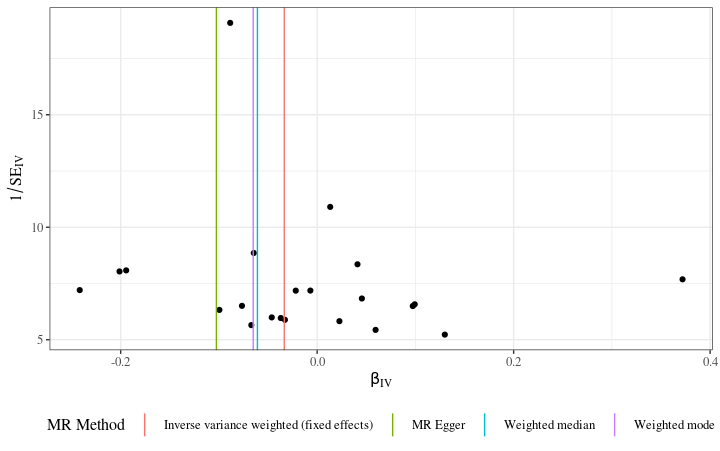 1/SE_IV
15
10
5
-0.2
0.0
0.2
0.4
β_IV
MR Method
Inverse variance weighted (fixed effects)
MR Egger
Weighted median
Weighted mode